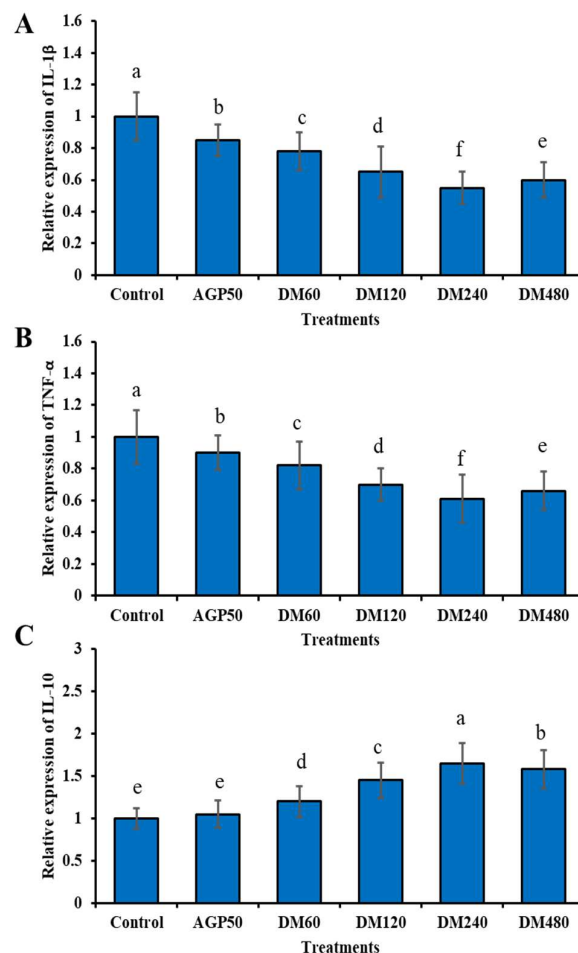 A
Relative expression of IL-1β
1.6
1.4
1.2
1
0.8
0.6
0.4
0.2
0
a
b
c
d
f
e
Control AGP50 DM60 DM120 DM240 DM480
Treatments
B
Relative expression of TNF-α
1.6
1.4
1.2
1
0.8
0.6
0.4
0.2
0
a
b
c
d
f
e
Control AGP50 DM60 DM120 DM240 DM480
Treatments
C
Relative expression of IL-10
3
2.5
2
1.5
1
0.5
0
e
e
d
c
a
b
Control AGP50 DM60 DM120 DM240 DM480
Treatments